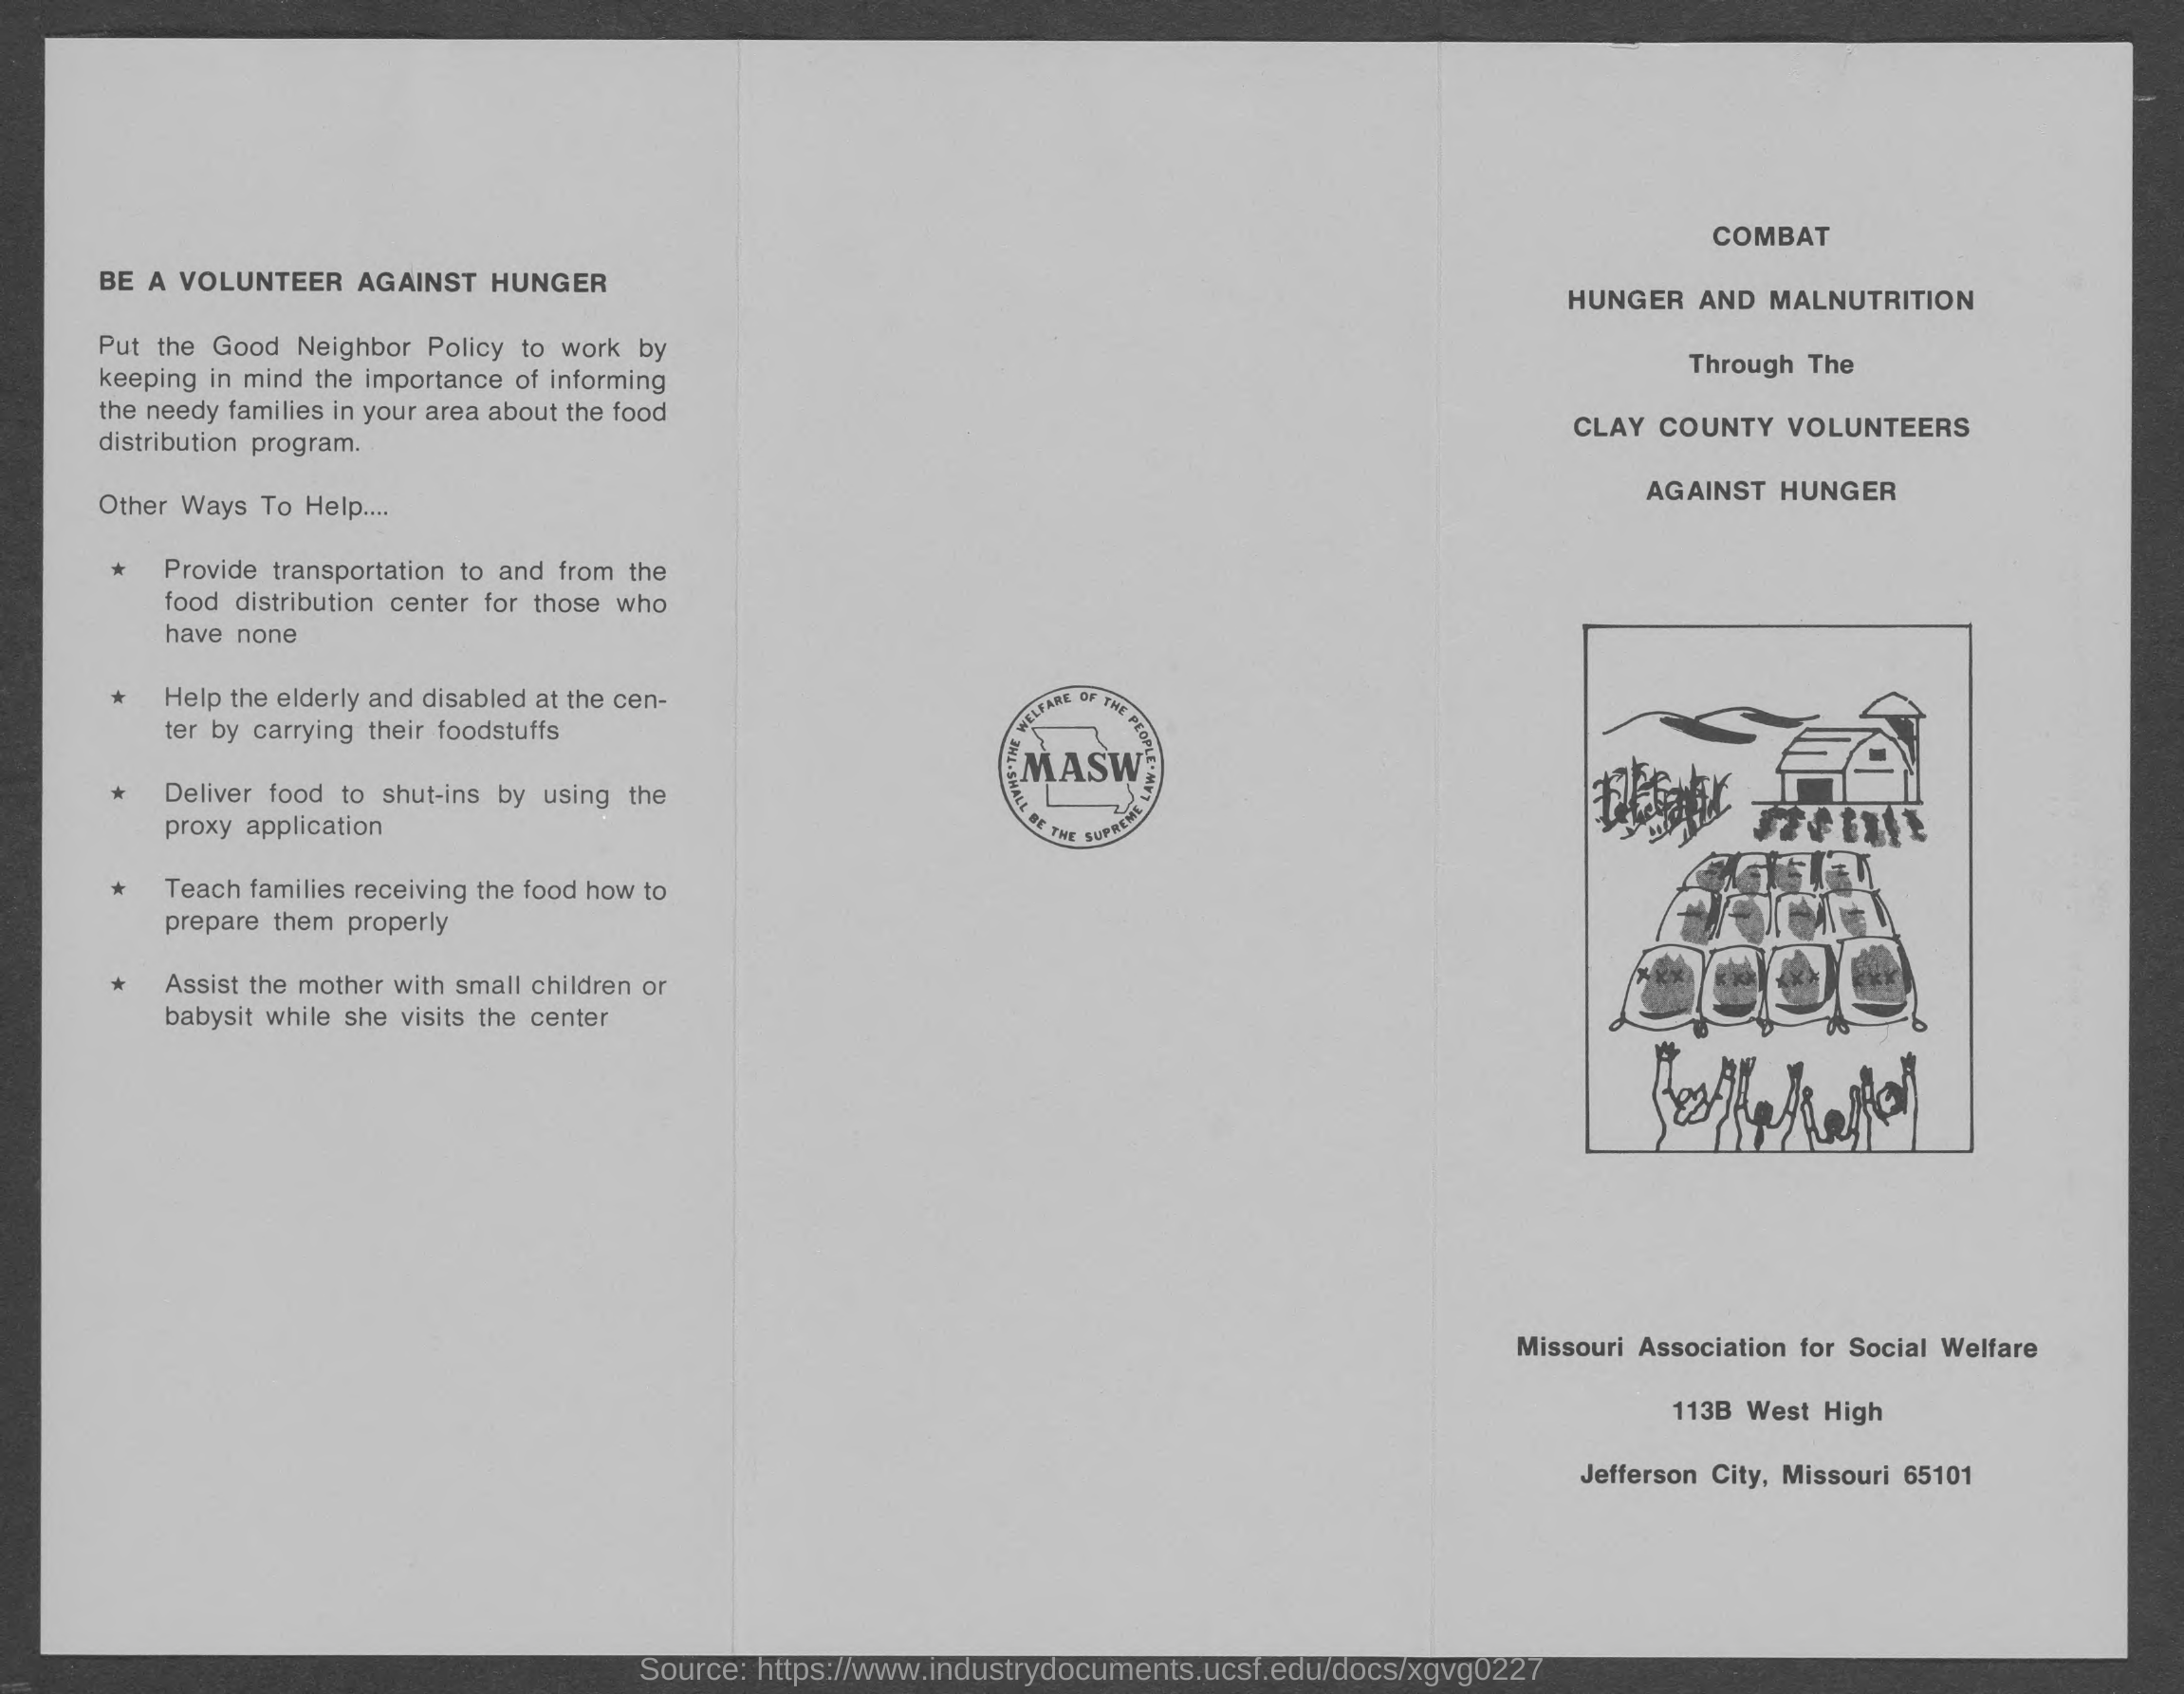 BE A VOLUNTEER AGAINST HUNGER
Put the Good Neighbor Policy to work by
keeping in mind the importance of informing
the needy families in your area about the food
distribution program.
Other Ways To Help....
★ Provide transportation to and from the
food distribution center for those who
have none
★ Help the elderly and disabled at the cen-
ter by carrying their foodstuffs
★ Deliver food to shut-ins by using the
proxy application
★ Teach families receiving the food how to
prepare them properly
★ Assist the mother with small children or
babysit while she visits the center
THE WELFARE OF THE PEOPLE
MASW
SHALL BE THE SUPREME LAW
COMBAT
HUNGER AND MALNUTRITION
Through The
CLAY COUNTY VOLUNTEERS
AGAINST HUNGER
XXX XXX XXX XXX
Missouri Association for Social Welfare
113B West High
Jefferson City, Missouri 65101
Source: https://www.industrydocuments.ucsf.edu/docs/xgvg0227